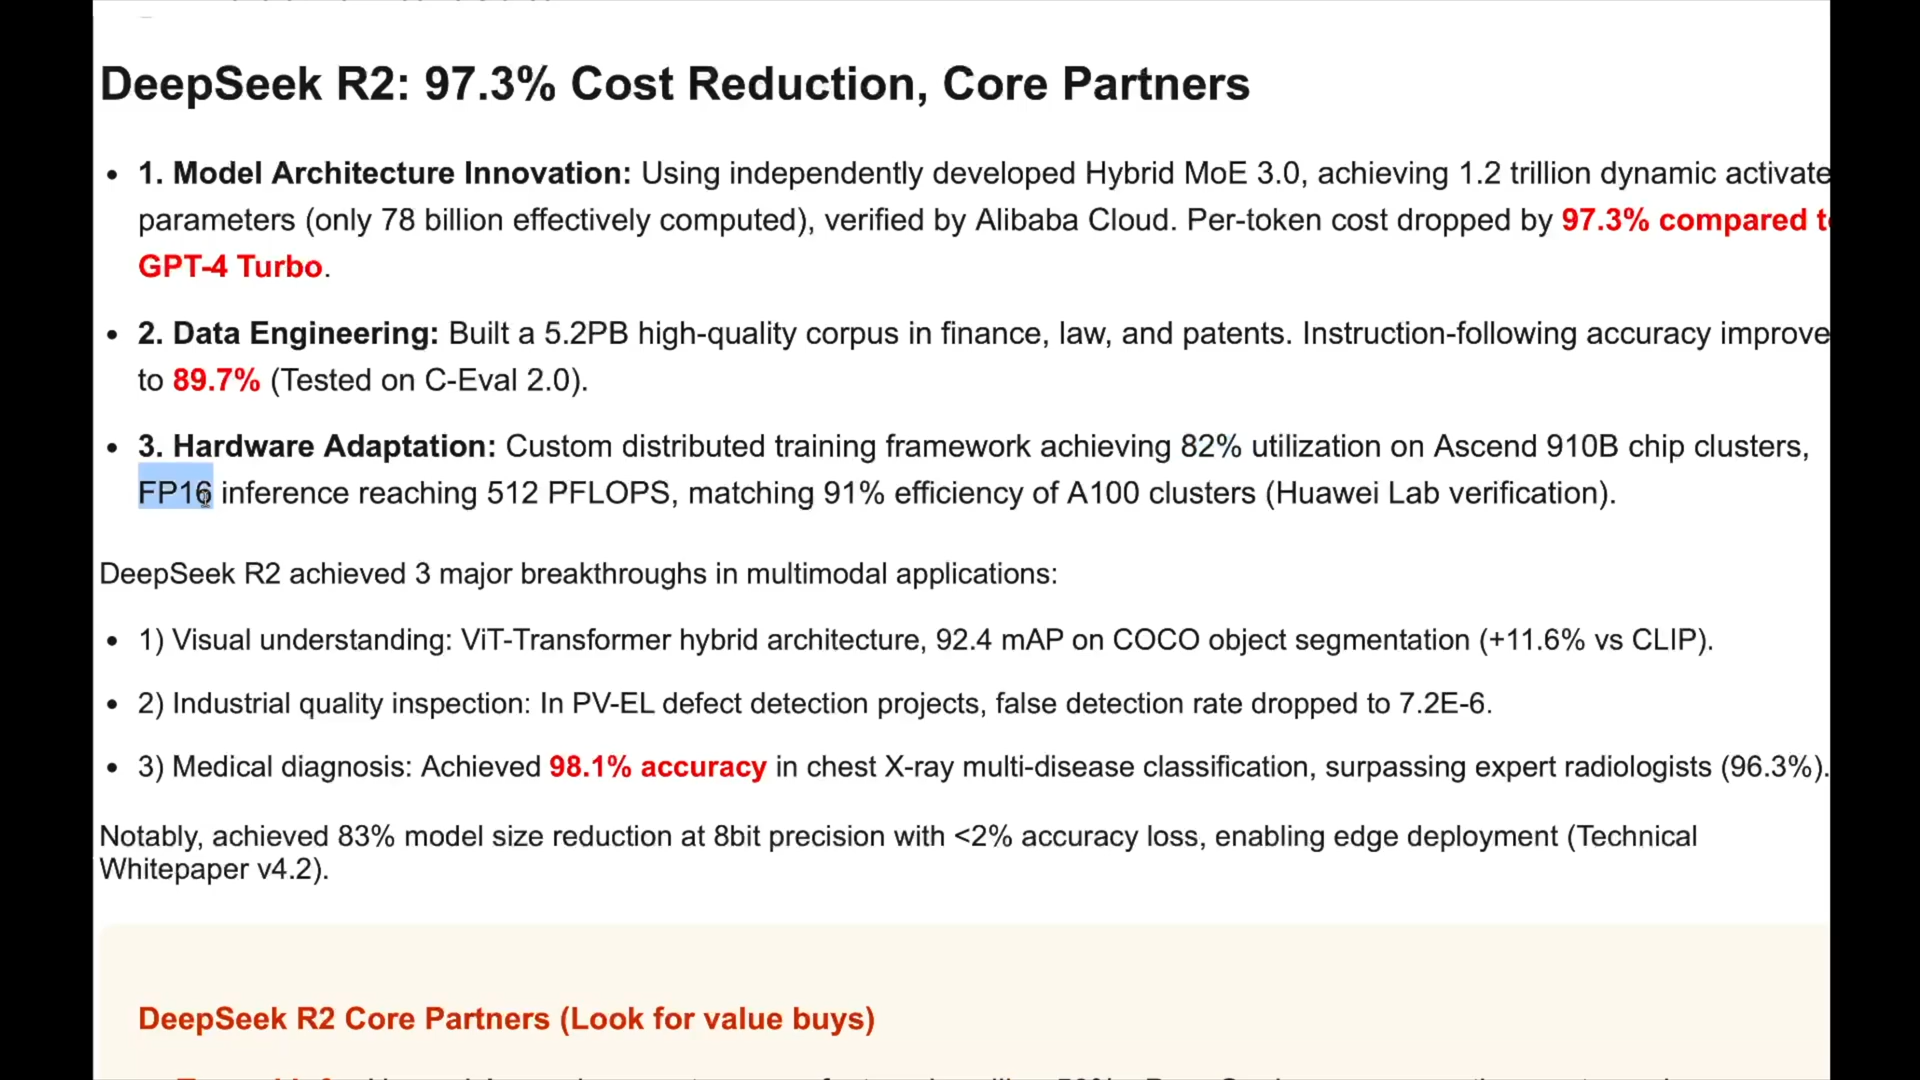 DeepSeek R2: 97.3% Cost Reduction, Core Partners
• 1. Model Architecture Innovation: Using independently developed Hybrid MoE 3.0, achieving 1.2 trillion dynamic activate
parameters (only 78 billion effectively computed), verified by Alibaba Cloud. Per-token cost dropped by 97.3% compared t
GPT-4 Turbo.
• 2. Data Engineering: Built a 5.2PB high-quality corpus in finance, law, and patents. Instruction-following accuracy improve
to 89.7% (Tested on C-Eval 2.0).
• 3. Hardware Adaptation: Custom distributed training framework achieving 82% utilization on Ascend 910B chip clusters,
FP16 inference reaching 512 PFLOPS, matching 91% efficiency of A100 clusters (Huawei Lab verification).
DeepSeek R2 achieved 3 major breakthroughs in multimodal applications:
• 1) Visual understanding: ViT-Transformer hybrid architecture, 92.4 mAP on COCO object segmentation (+11.6% vs CLIP).
• 2) Industrial quality inspection: In PV-EL defect detection projects, false detection rate dropped to 7.2E-6.
• 3) Medical diagnosis: Achieved 98.1% accuracy in chest X-ray multi-disease classification, surpassing expert radiologists (96.3%).
Notably, achieved 83% model size reduction at 8bit precision with <2% accuracy loss, enabling edge deployment (Technical
Whitepaper v4.2).
DeepSeek R2 Core Partners (Look for value buys)